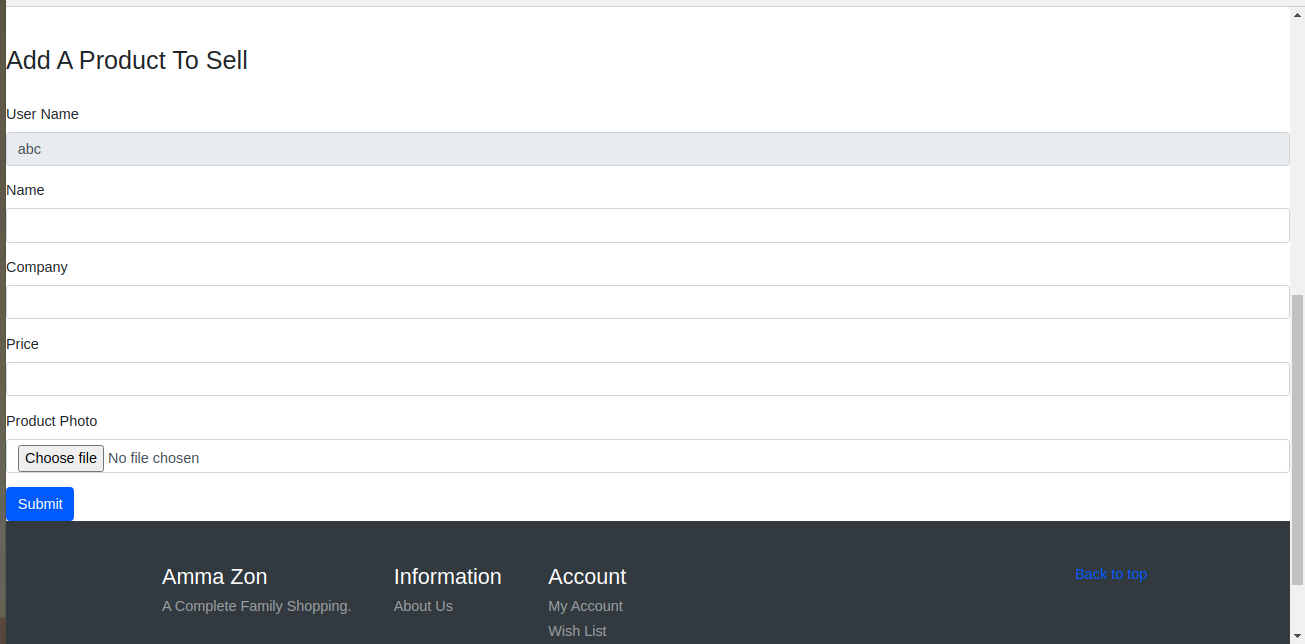 Add A Product To Sell
User Name
abc
Name
Company
Price
Product Photo
Choose file No file chosen
Submit
Amma Zon
A Complete Family Shopping.
Information
About Us
Account
My Account
Wish List
Back to top